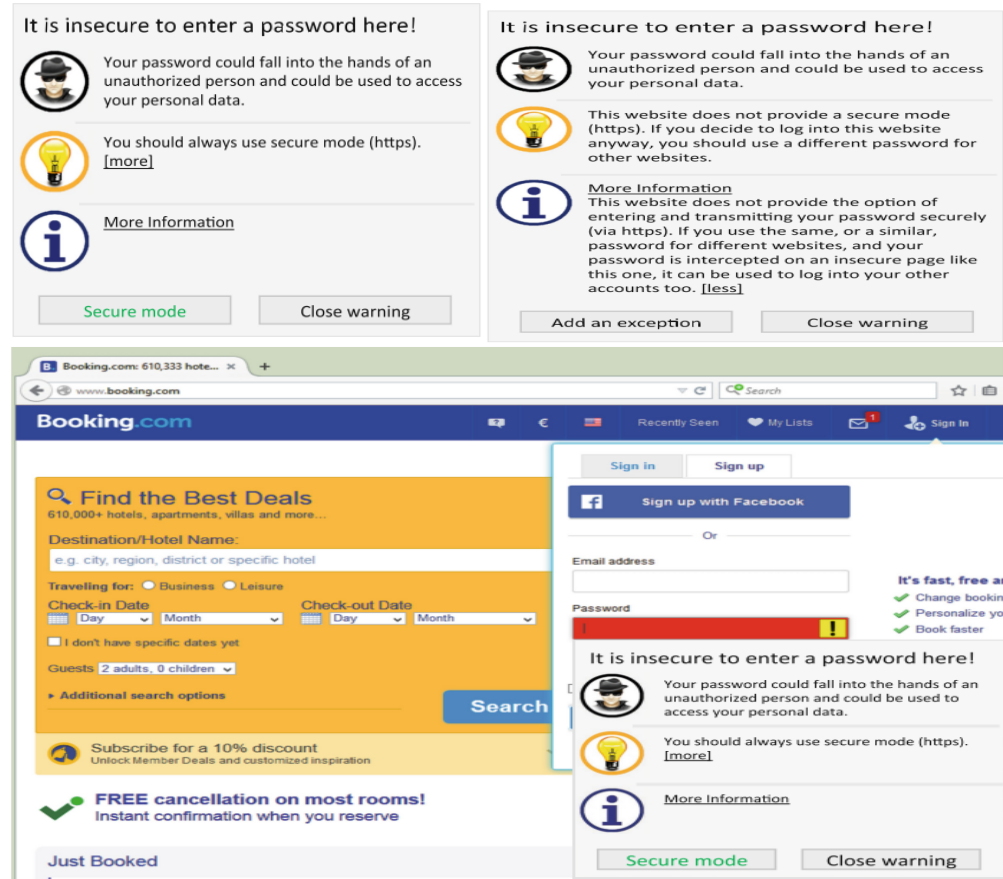 It is insecure to enter a password here!
Your password could fall into the hands of an
unauthorized person and could be used to access
your personal data.
You should always use secure mode (https).
[more]
More Information
Secure mode
Close warning
It is insecure to enter a password here!
Your password could fall into the hands of an
unauthorized person and could be used to access
your personal data.
This website does not provide a secure mode
(https). If you decide to log into this website
anyway, you should use a different password for
other websites.
More Information
This website does not provide the option of
entering and transmitting your password securely
(via https). If you use the same, or a similar,
password for different websites, and your
password is intercepted on an insecure page like
this one, it can be used to log into your other
accounts too. [less]
Add an exception
Close warning
B. Booking.com: 610,333 hote... × +
www.booking.com
Search
Booking.com
€
Recently Seen
My Lists
1
Sign In
Sign in
Sign up
Find the Best Deals
610,000+ hotels, apartments, villas and more...
Destination/Hotel Name:
e.g. city, region, district or specific hotel
Traveling for: Business Leisure
Check-in Date
Check-out Date
Day Month
Day Month
I don't have specific dates yet
Guests 2 adults, 0 children
Additional search options
Search
Subscribe for a 10% discount
Unlock Member Deals and customized inspiration
FREE cancellation on most rooms!
Instant confirmation when you reserve
Just Booked
f Sign up with Facebook
Or
Email address
Password
!
It's fast, free an
Change bookin
Personalize yo
Book faster
It is insecure to enter a password here!
Your password could fall into the hands of an
unauthorized person and could be used to
access your personal data.
You should always use secure mode (https).
[more]
More Information
Secure mode
Close warning